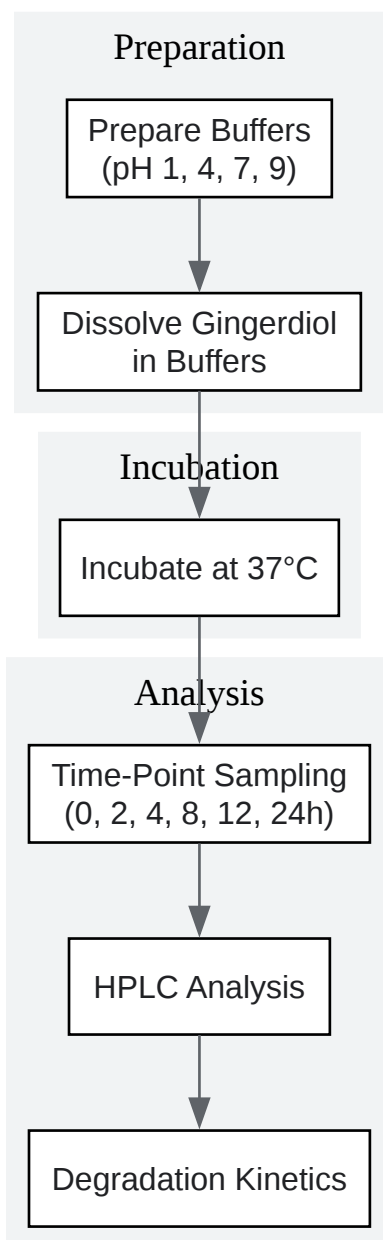 Preparation
Prepare Buffers
(pH 1, 4, 7, 9)
Dissolve Gingerdiol
in Buffers
Incubation
Incubate at 37°C
Analysis
Time-Point Sampling
(0, 2, 4, 8, 12, 24h)
HPLC Analysis
Degradation Kinetics